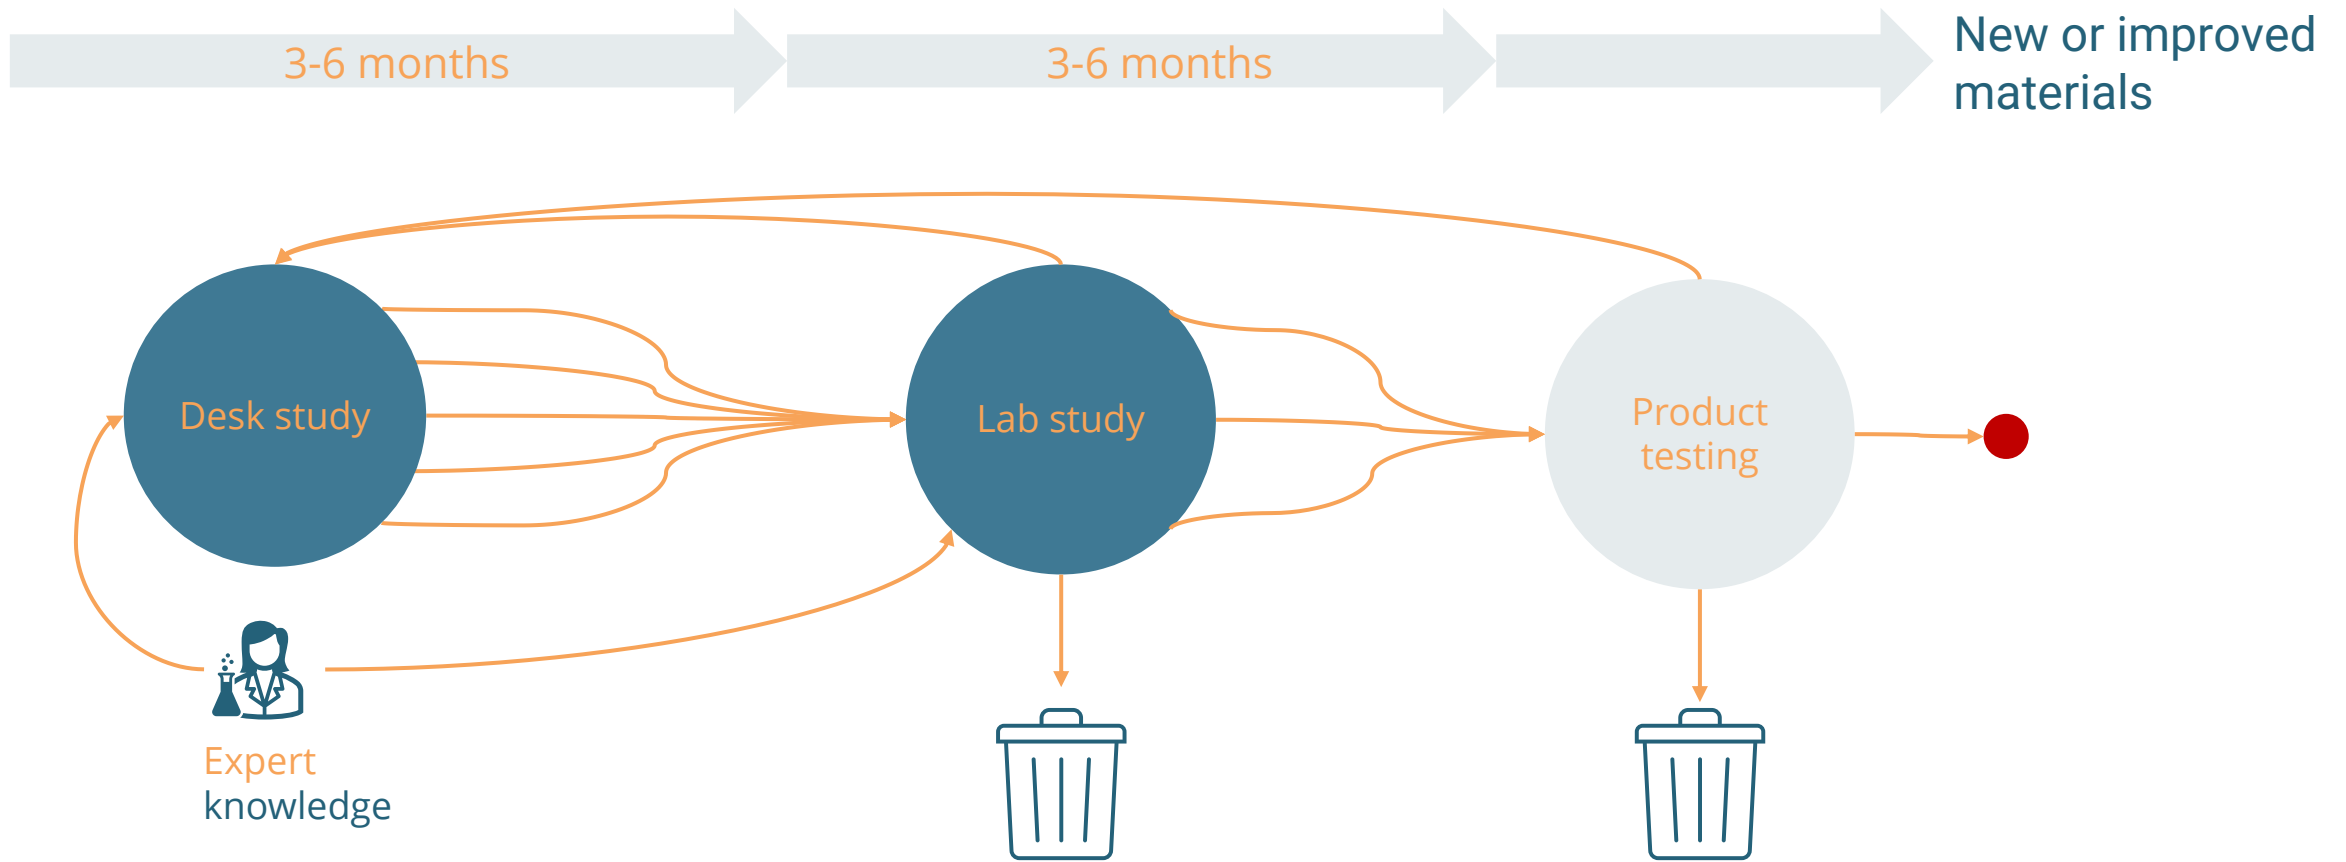 3-6 months
3-6 months
New or improved
materials
Desk study
Lab study
Product
testing
Expert
knowledge